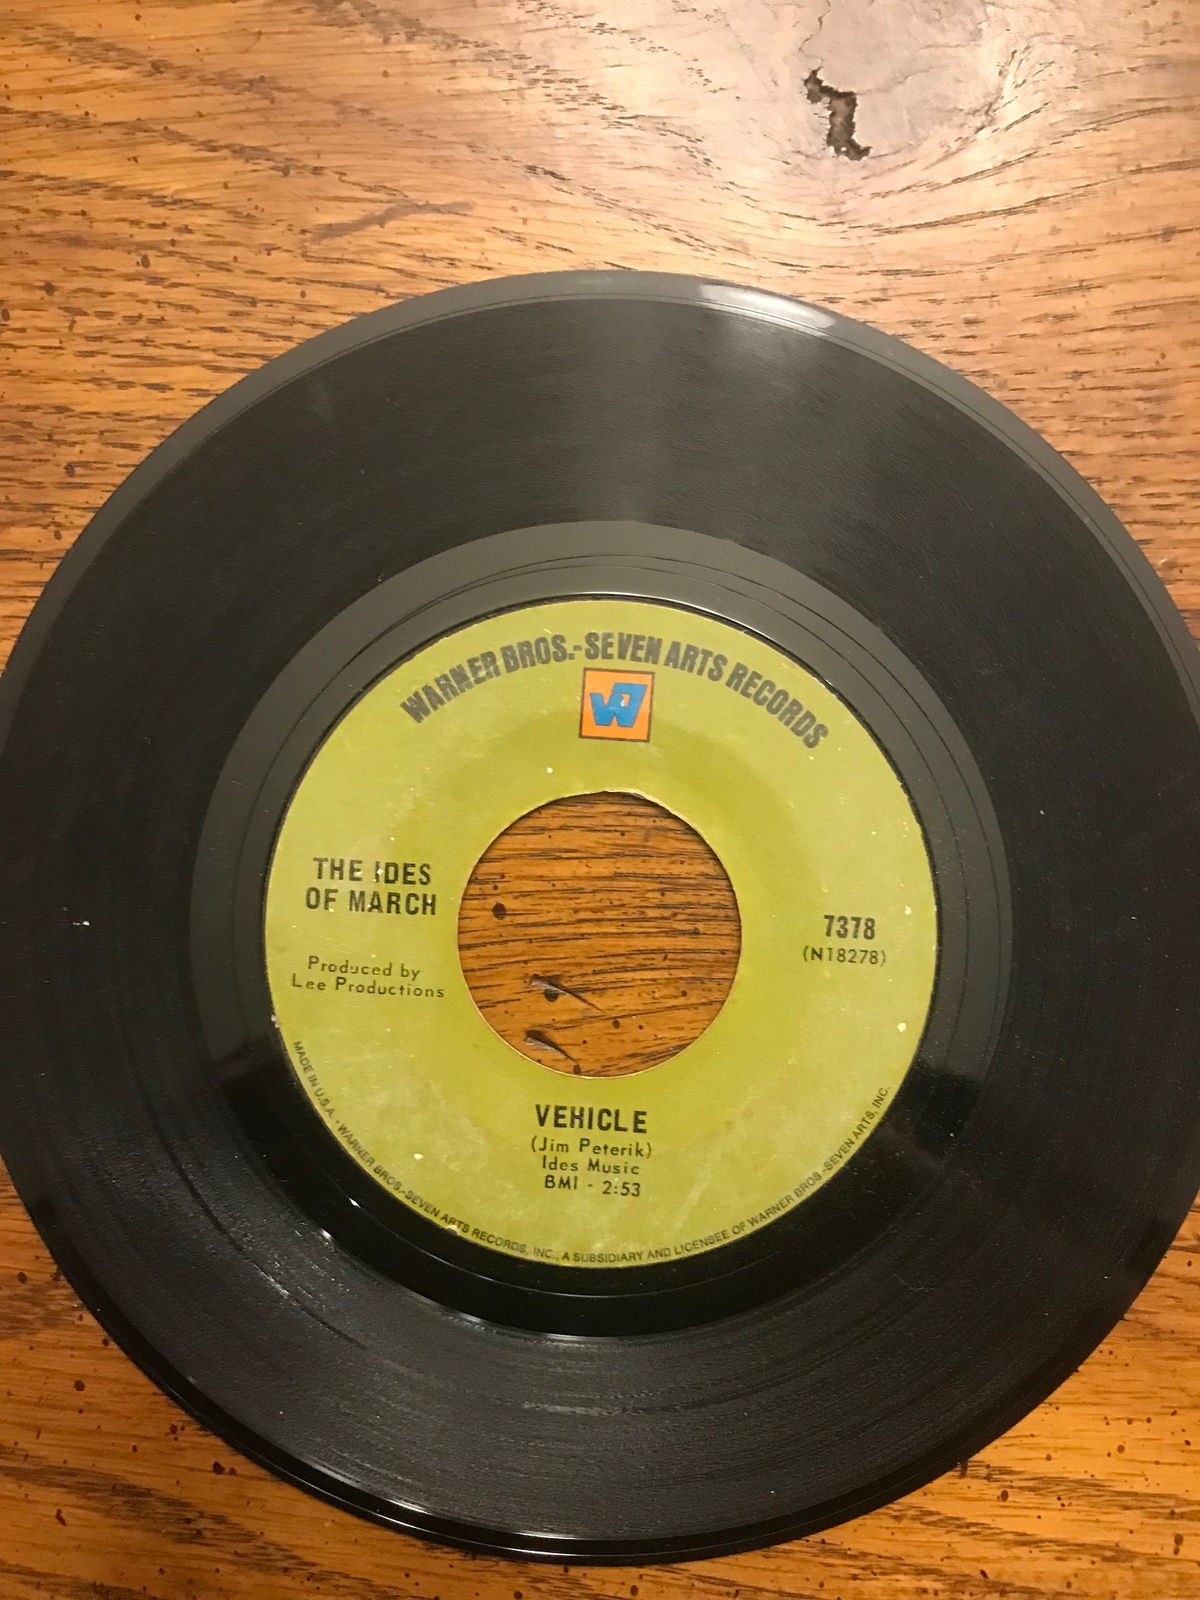 WARNER BROS.-SEVEN ARTS RECORDS
W7
THE IDES
OF MARCH
Produced by
Lee Productions
7378
(N18278)
VEHICLE
(Jim Peterik)
Ides Music
BMI - 2:53
MADE IN U.S.A. · WARNER BROS.-SEVEN ARTS RECORDS, INC., A SUBSIDIARY AND LICENSEE OF WARNER BROS.-SEVEN ARTS, INC.